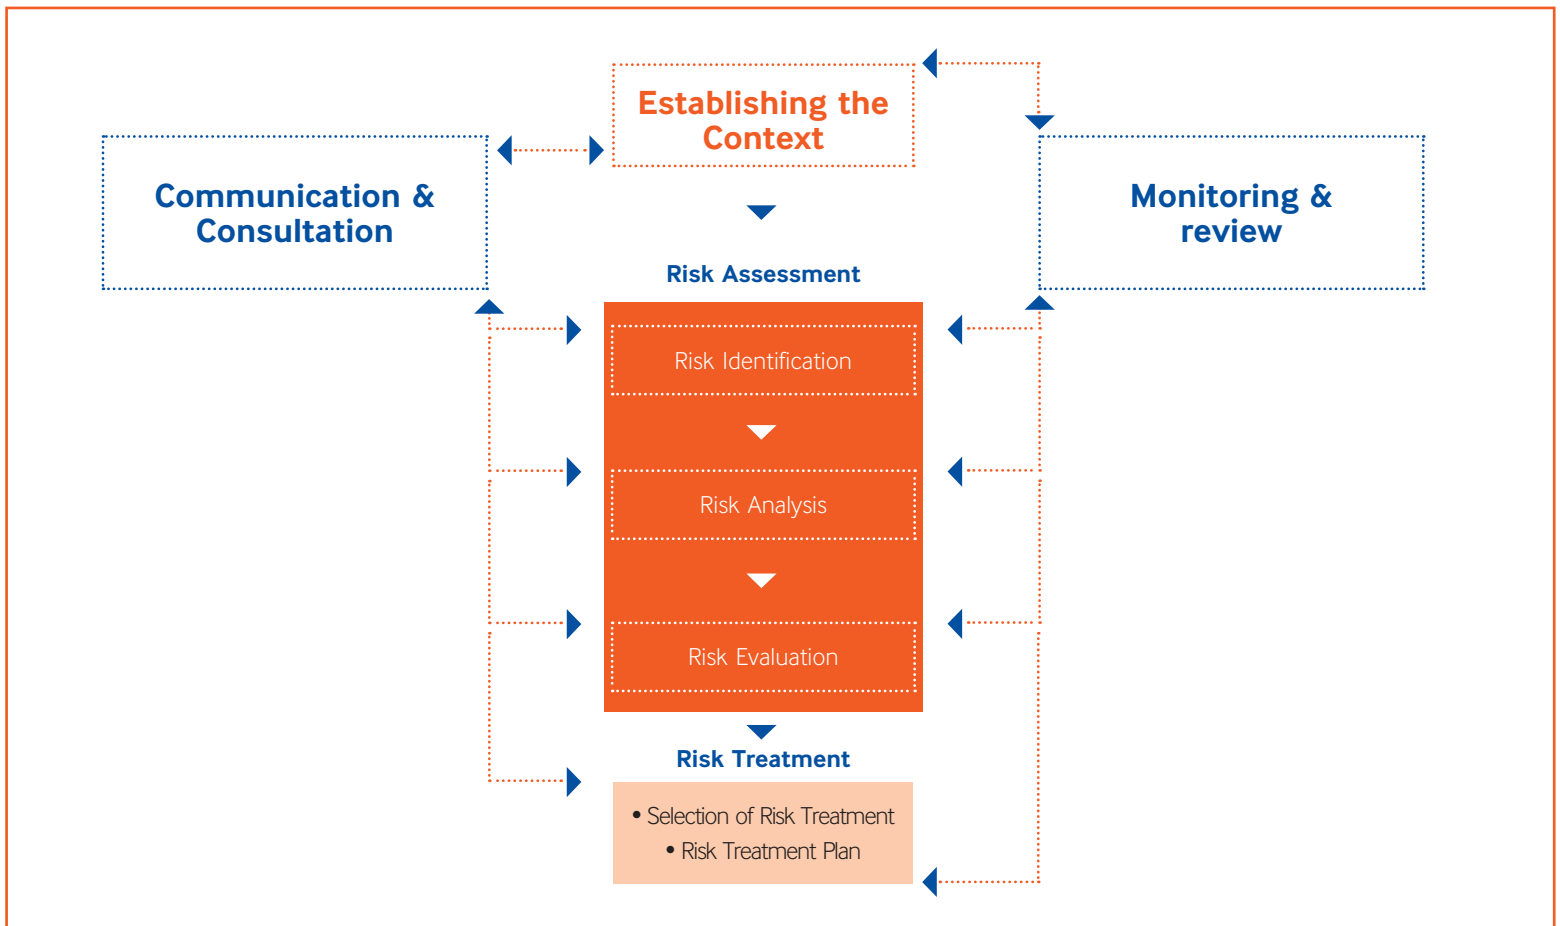 Establishing the
Context
Communication &
Consultation
Monitoring &
review
Risk Assessment
Risk Identification
Risk Analysis
Risk Evaluation
Risk Treatment
• Selection of Risk Treatment
• Risk Treatment Plan